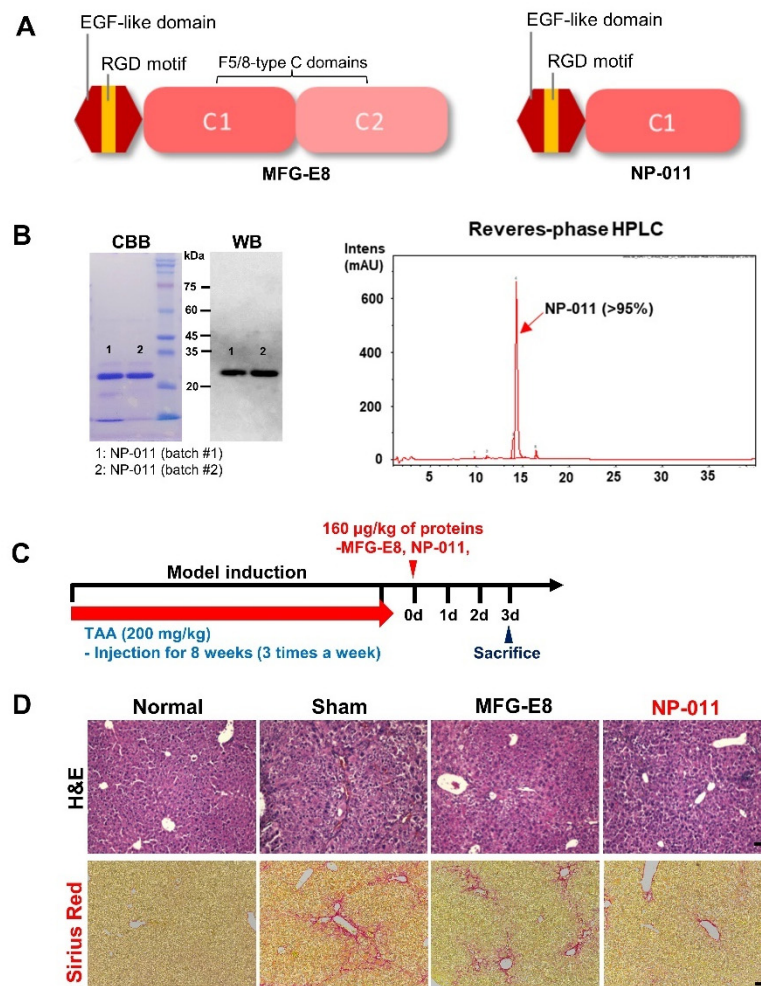 A
EGF-like domain
RGD motif
F5/8-type C domains
C1
C2
MFG-E8
EGF-like domain
RGD motif
C1
NP-011
B
CBB
WB
kDa
75
60
45
35
20
1 2
1 2
1: NP-011 (batch #1)
2: NP-011 (batch #2)
Reveres-phase HPLC
Intens
(mAU)
600
400
200
0
NP-011 (>95%)
5 10 15 20 25 30 35
C
160 µg/kg of proteins
-MFG-E8, NP-011,
Model induction
0d 1d 2d 3d
TAA (200 mg/kg)
- Injection for 8 weeks (3 times a week)
Sacrifice
D
Normal Sham MFG-E8 NP-011
H&E
Sirius Red